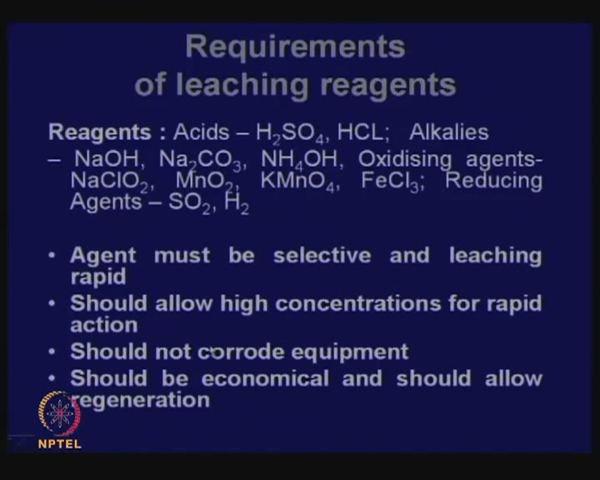 Requirements
of leaching reagents
Reagents : Acids – H₂SO₄, HCL; Alkalies
– NaOH, Na₂CO₃, NH₄OH, Oxidising agents-
NaClO₂, MnO₂, KMnO₄, FeCl₃; Reducing
Agents – SO₂, H₂
• Agent must be selective and leaching
rapid
• Should allow high concentrations for rapid
action
• Should not corrode equipment
• Should be economical and should allow
regeneration
NPTEL